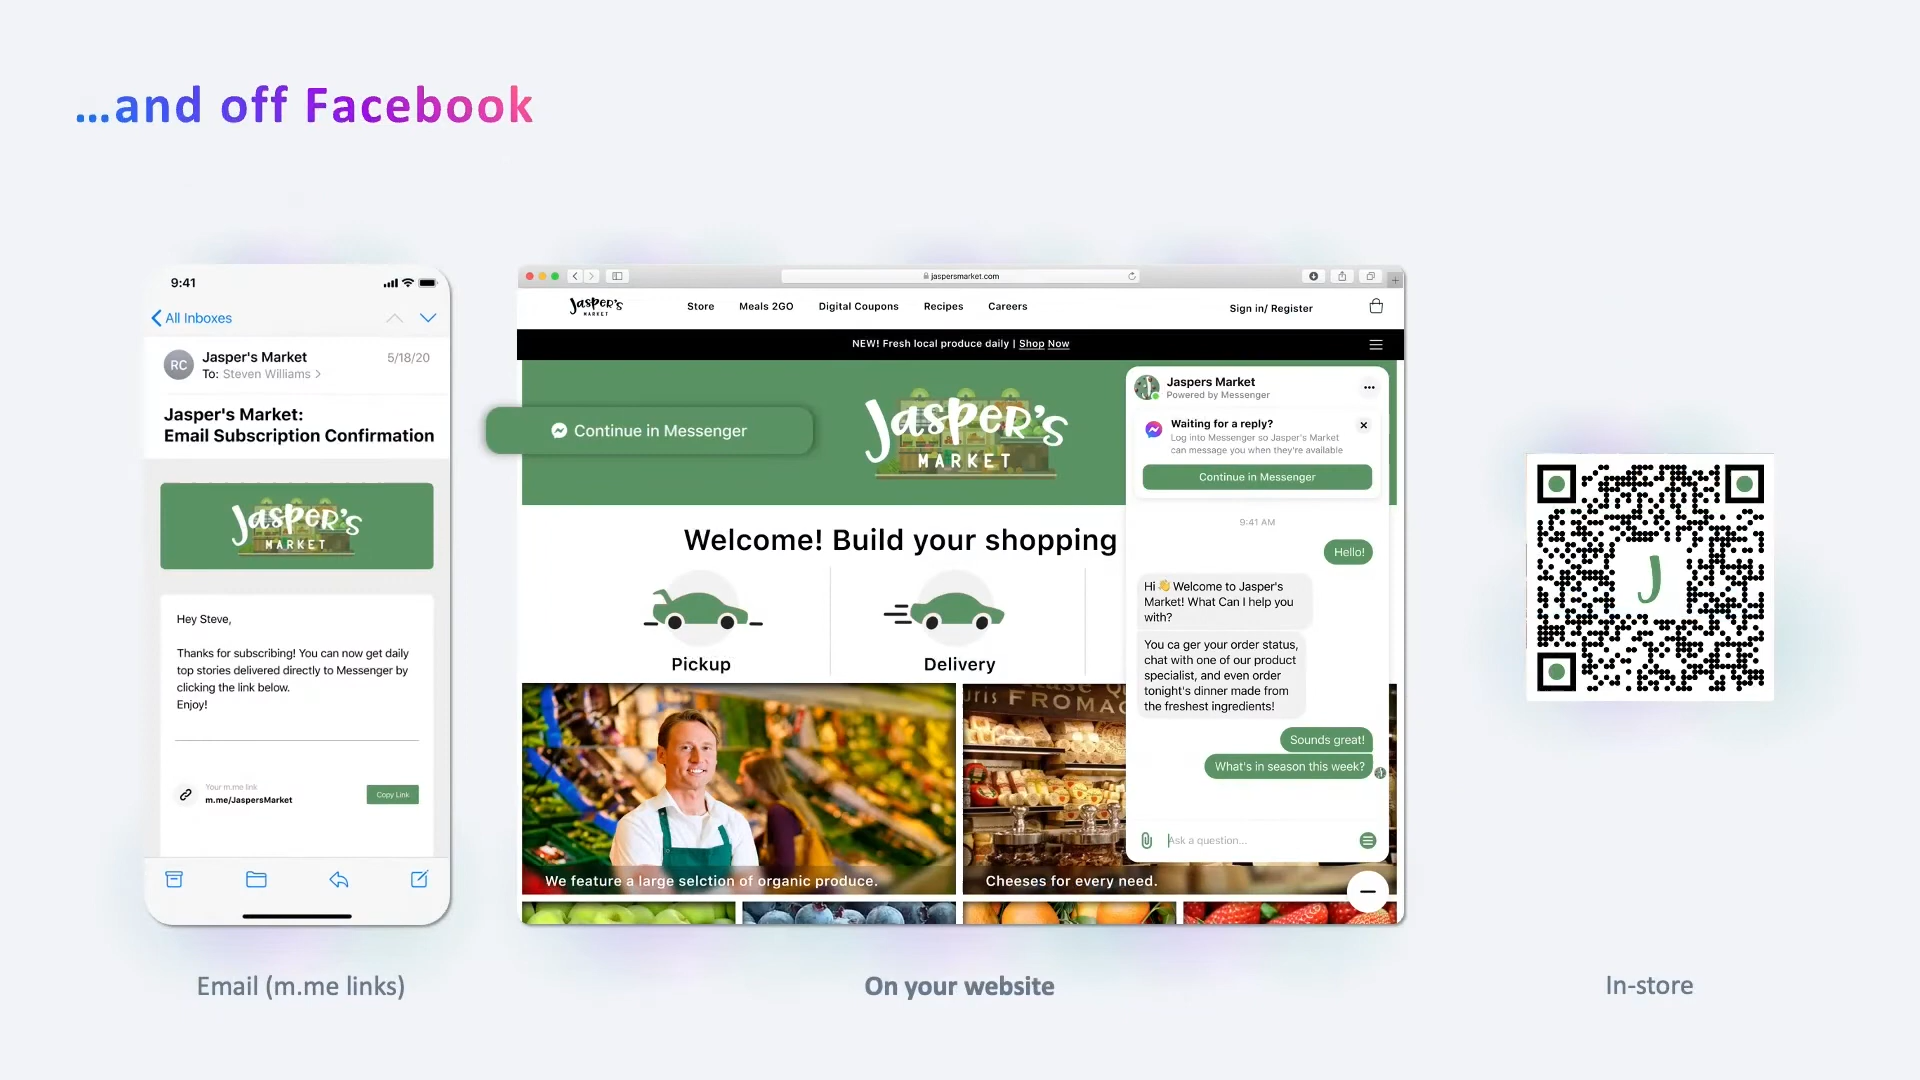 ...and off Facebook
9:41
All Inboxes
RC
Jasper's Market
5/18/20
To: Steven Williams
Jasper's Market:
Email Subscription Confirmation
Jasper's
MARKET
Hey Steve,
Thanks for subscribing! You can now get daily
top stories delivered directly to Messenger by
clicking the link below.
Enjoy!
Your m.me link
m.me/JaspersMarket
Copy Link
Email (m.me links)
jaspersmarket.com
Jasper's
MARKET
Store
Meals 2GO
Digital Coupons
Recipes
Careers
Sign in/ Register
NEW! Fresh local produce daily | Shop Now
Continue in Messenger
Jasper's
MARKET
Welcome! Build your shopping
Pickup
Delivery
FROMA
We feature a large selction of organic produce.
Cheeses for every need.
Jaspers Market
Powered by Messenger
Waiting for a reply?
Log into Messenger so Jasper's Market
can message you when they're available
Continue in Messenger
9:41 AM
Hello!
Hi 👋 Welcome to Jasper's
Market! What Can I help you
with?
You ca ger your order status,
chat with one of our product
specialist, and even order
tonight's dinner made from
the freshest ingredients!
Sounds great!
What's in season this week?
Ask a question...
On your website
J
In-store